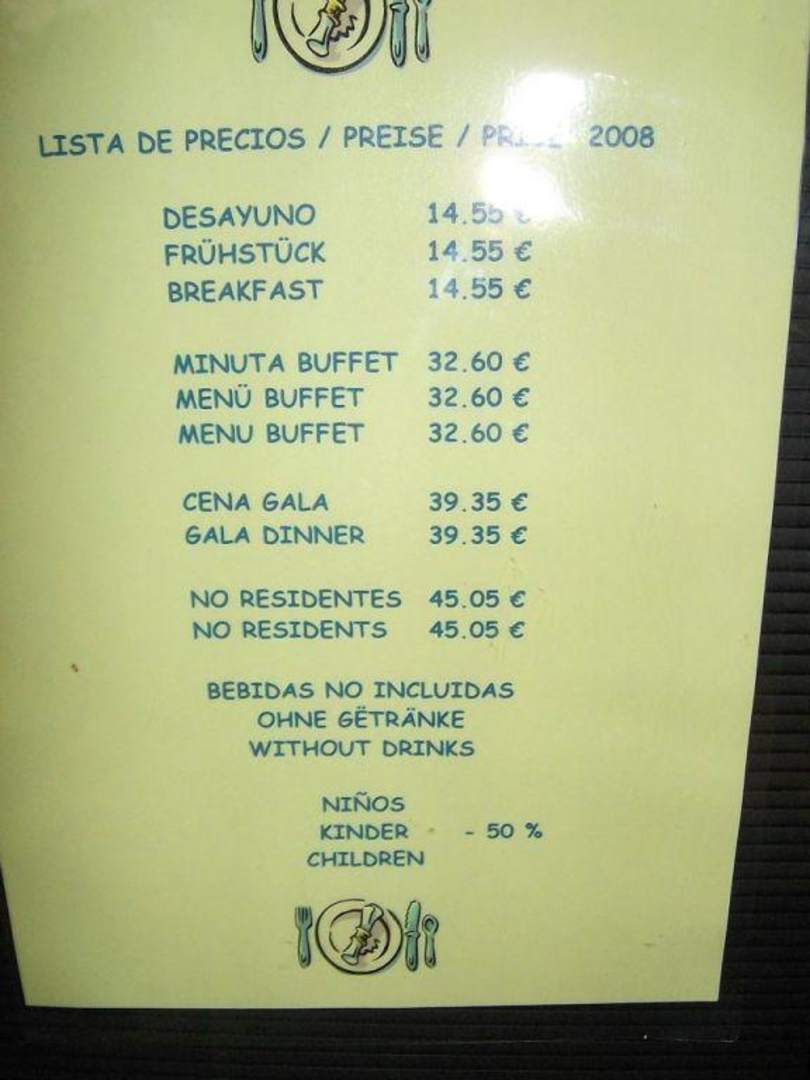 LISTA DE PRECIOS / PREISE / 2008
DESAYUNO 14.55 €
FRÜHSTÜCK 14.55 €
BREAKFAST 14.55 €
MINUTA BUFFET 32.60 €
MENÜ BUFFET 32.60 €
MENU BUFFET 32.60 €
CENA GALA 39.35 €
GALA DINNER 39.35 €
NO RESIDENTES 45.05 €
NO RESIDENTS 45.05 €
BEBIDAS NO INCLUIDAS
OHNE GËTRÄNKE
WITHOUT DRINKS
NIÑOS
KINDER - 50 %
CHILDREN